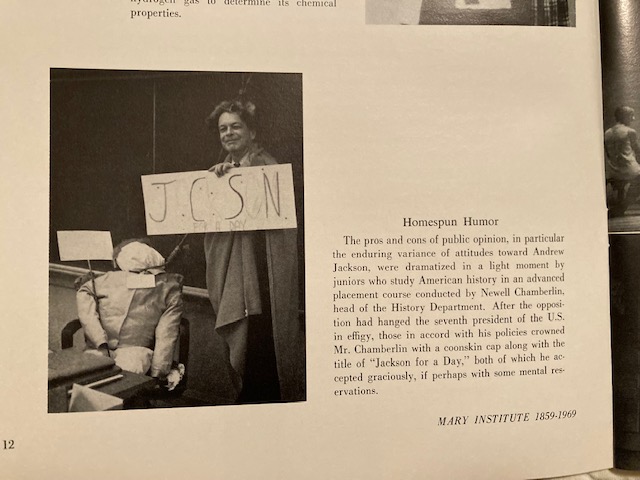 hydrogen gas to determine its chemical
properties.
J.C.S.N.
FOR A DAY
Homespun Humor
The pros and cons of public opinion, in particular
the enduring variance of attitudes toward Andrew
Jackson, were dramatized in a light moment by
juniors who study American history in an advanced
placement course conducted by Newell Chamberlin,
head of the History Department. After the opposi-
tion had hanged the seventh president of the U.S.
in effigy, those in accord with his policies crowned
Mr. Chamberlin with a coonskin cap along with the
title of “Jackson for a Day,” both of which he ac-
cepted graciously, if perhaps with some mental res-
ervations.
MARY INSTITUTE 1859-1969
12